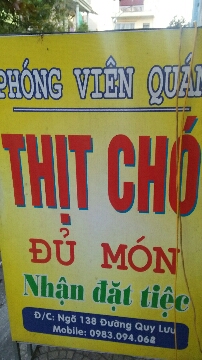 PHÓNG VIÊN QUÁN
THỊT CHÓ
ĐỦ MÓN
Nhận đặt tiệc
Đ/C: Ngõ 138 Đường Quy Lưu
Mobile: 0983.094.068